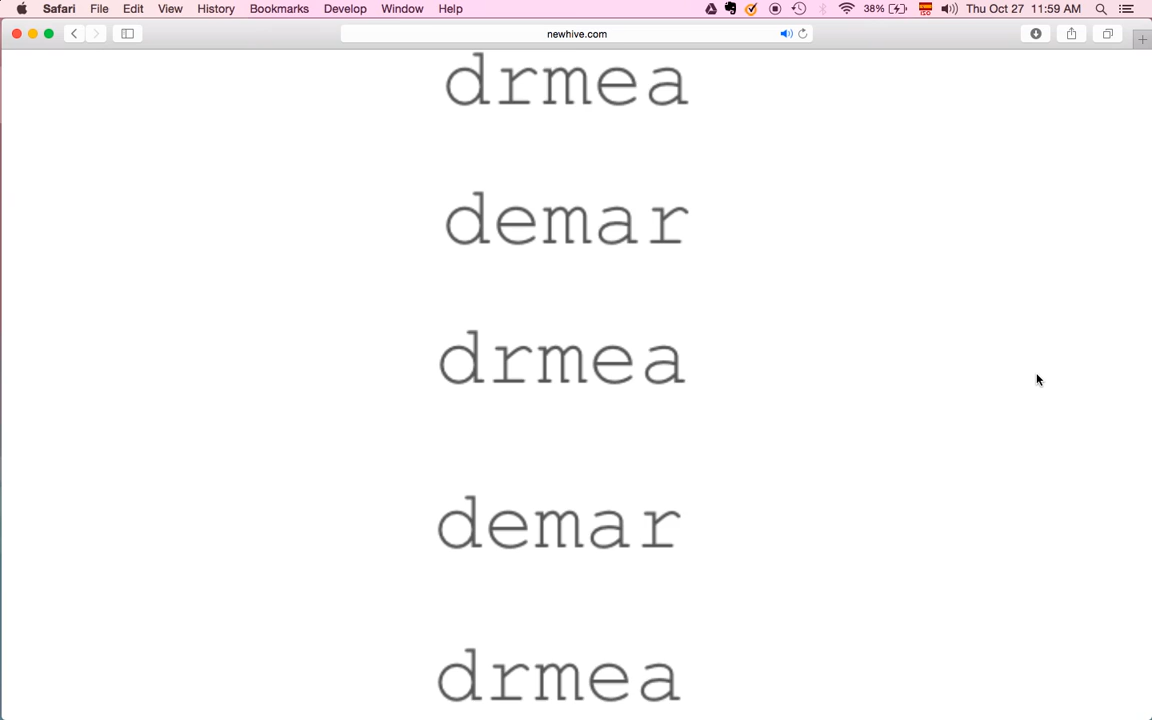 Safari File Edit View History Bookmarks Develop Window Help 38% ISO Thu Oct 27 11:59 AM
newhive.com
drmea
demar
drmea
demar
drmea